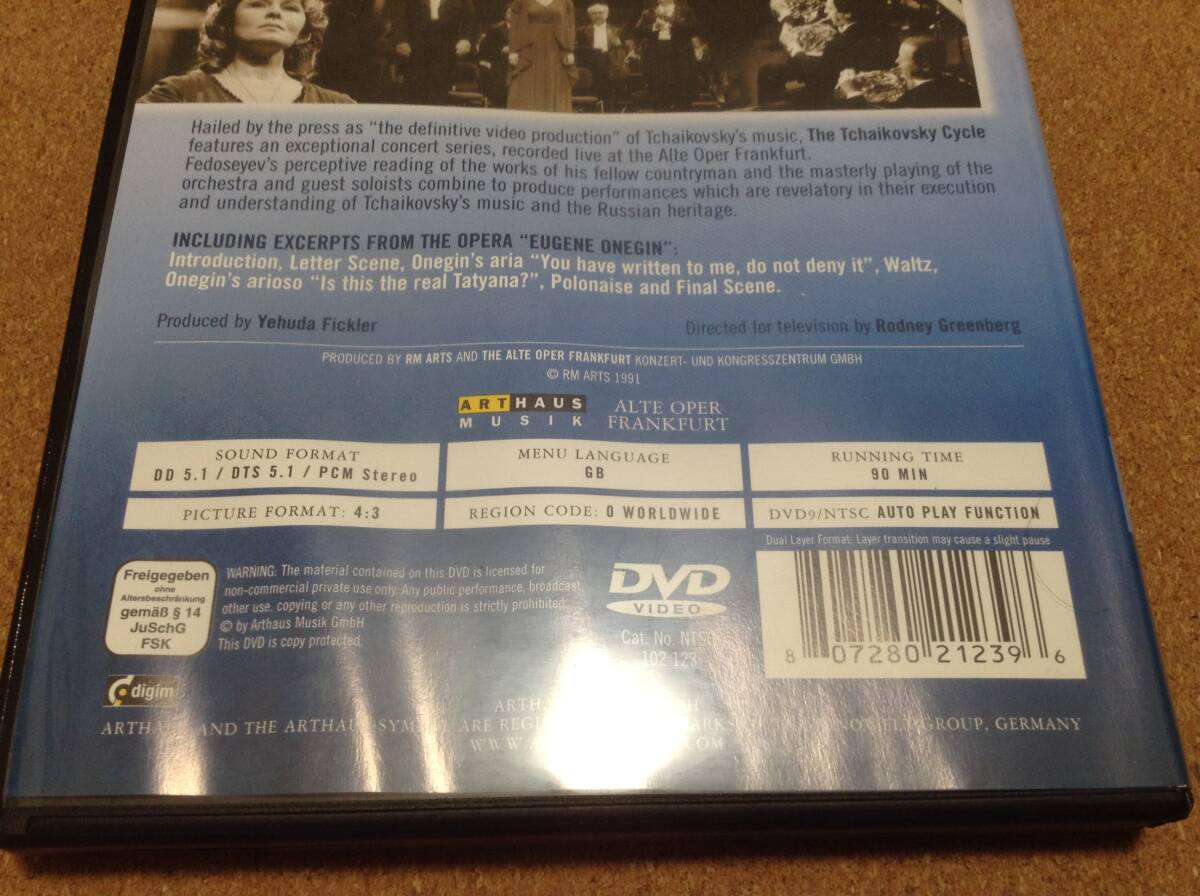 Hailed by the press as "the definitive video production" of Tchaikovsky's music, The Tchaikovsky Cycle
features an exceptional concert series, recorded live at the Alte Oper Frankfurt.
Fedoseyev's perceptive reading of the works of his fellow countryman and the masterly playing of the
orchestra and guest soloists combine to produce performances which are revelatory in their execution
and understanding of Tchaikovsky's music and the Russian heritage.
INCLUDING EXCERPTS FROM THE OPERA "EUGENE ONEGIN":
Introduction, Letter Scene, Onegin's aria "You have written to me, do not deny it", Waltz,
Onegin's arioso "Is this the real Tatyana?", Polonaise and Final Scene.
Produced by Yehuda Fickler
Directed for television by Rodney Greenberg
PRODUCED BY RM ARTS AND THE ALTE OPER FRANKFURT KONZERT- UND KONGRESSZENTRUM GMBH
© RM ARTS 1991
ARTHAUS
MUSIK
ALTE OPER
FRANKFURT
SOUND FORMAT
DD 5.1 / DTS 5.1 / PCM Stereo
MENU LANGUAGE
GB
RUNNING TIME
90 MIN
PICTURE FORMAT: 4:3
REGION CODE: 0 WORLDWIDE
DVD9/NTSC AUTO PLAY FUNCTION
Dual Layer Format: Layer transition may cause a slight pause
Freigegeben
ohne
Altersbeschränkung
gemäß § 14
JuSchG
FSK
WARNING: The material contained on this DVD is licensed for
non-commercial private use only. Any public performance, broadcast,
other use, copying or any other reproduction is strictly prohibited.
© by Arthaus Musik GmbH
This DVD is copy protected.
DVD
VIDEO
Cat. No. NTSC
102 123
8 07280 21239 6
digim
AND THE ARE GROUP, GERMANY